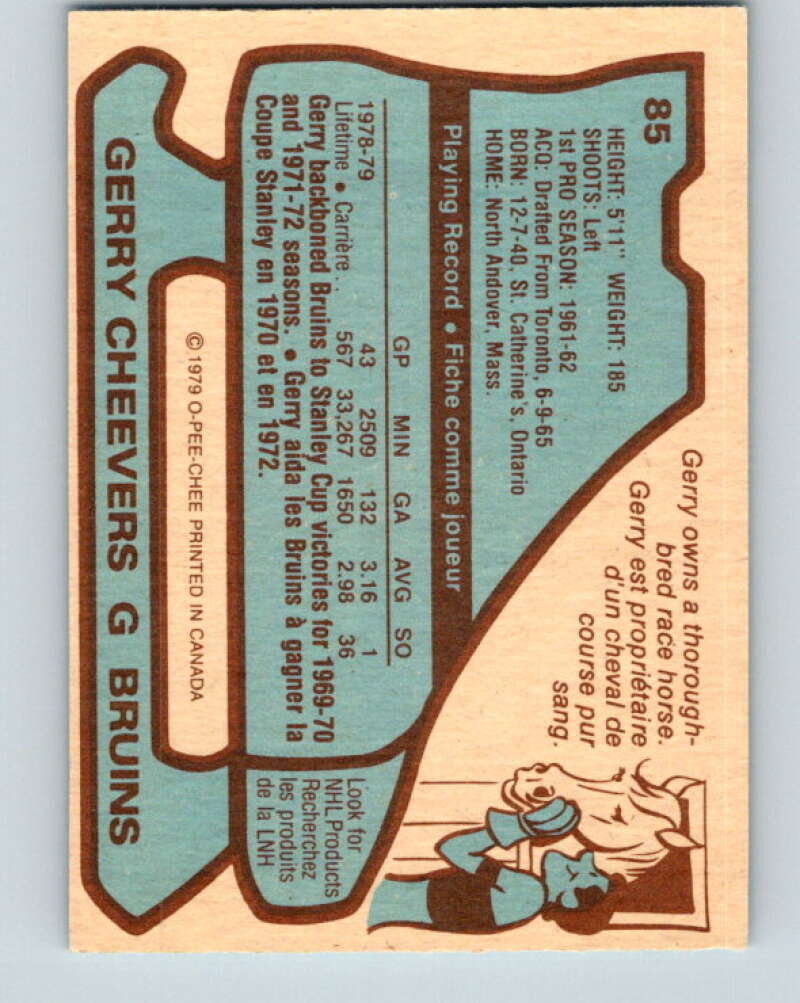 85
HEIGHT: 5'11" WEIGHT: 185
SHOOTS: Left
1st PRO SEASON: 1961-62
ACQ: Drafted From Toronto, 6-9-65
BORN: 12-7-40, St. Catherine's, Ontario
HOME: North Andover, Mass.
Gerry owns a thorough-
bred race horse.
Gerry est propriétaire
d'un cheval de
course pur
sang.
Playing Record • Fiche comme joueur
GP MIN GA AVG SO
1978-79 43 2509 132 3.16 1
Lifetime • Carrière . . 567 33,267 1650 2.98 36
Gerry backboned Bruins to Stanley Cup victories for 1969-70
and 1971-72 seasons. • Gerry aida les Bruins à gagner la
Coupe Stanley en 1970 et en 1972.
Look for
NHL Products
Recherchez
les produits
de la LNH
© 1979 O-PEE-CHEE PRINTED IN CANADA
GERRY CHEEVERS G BRUINS